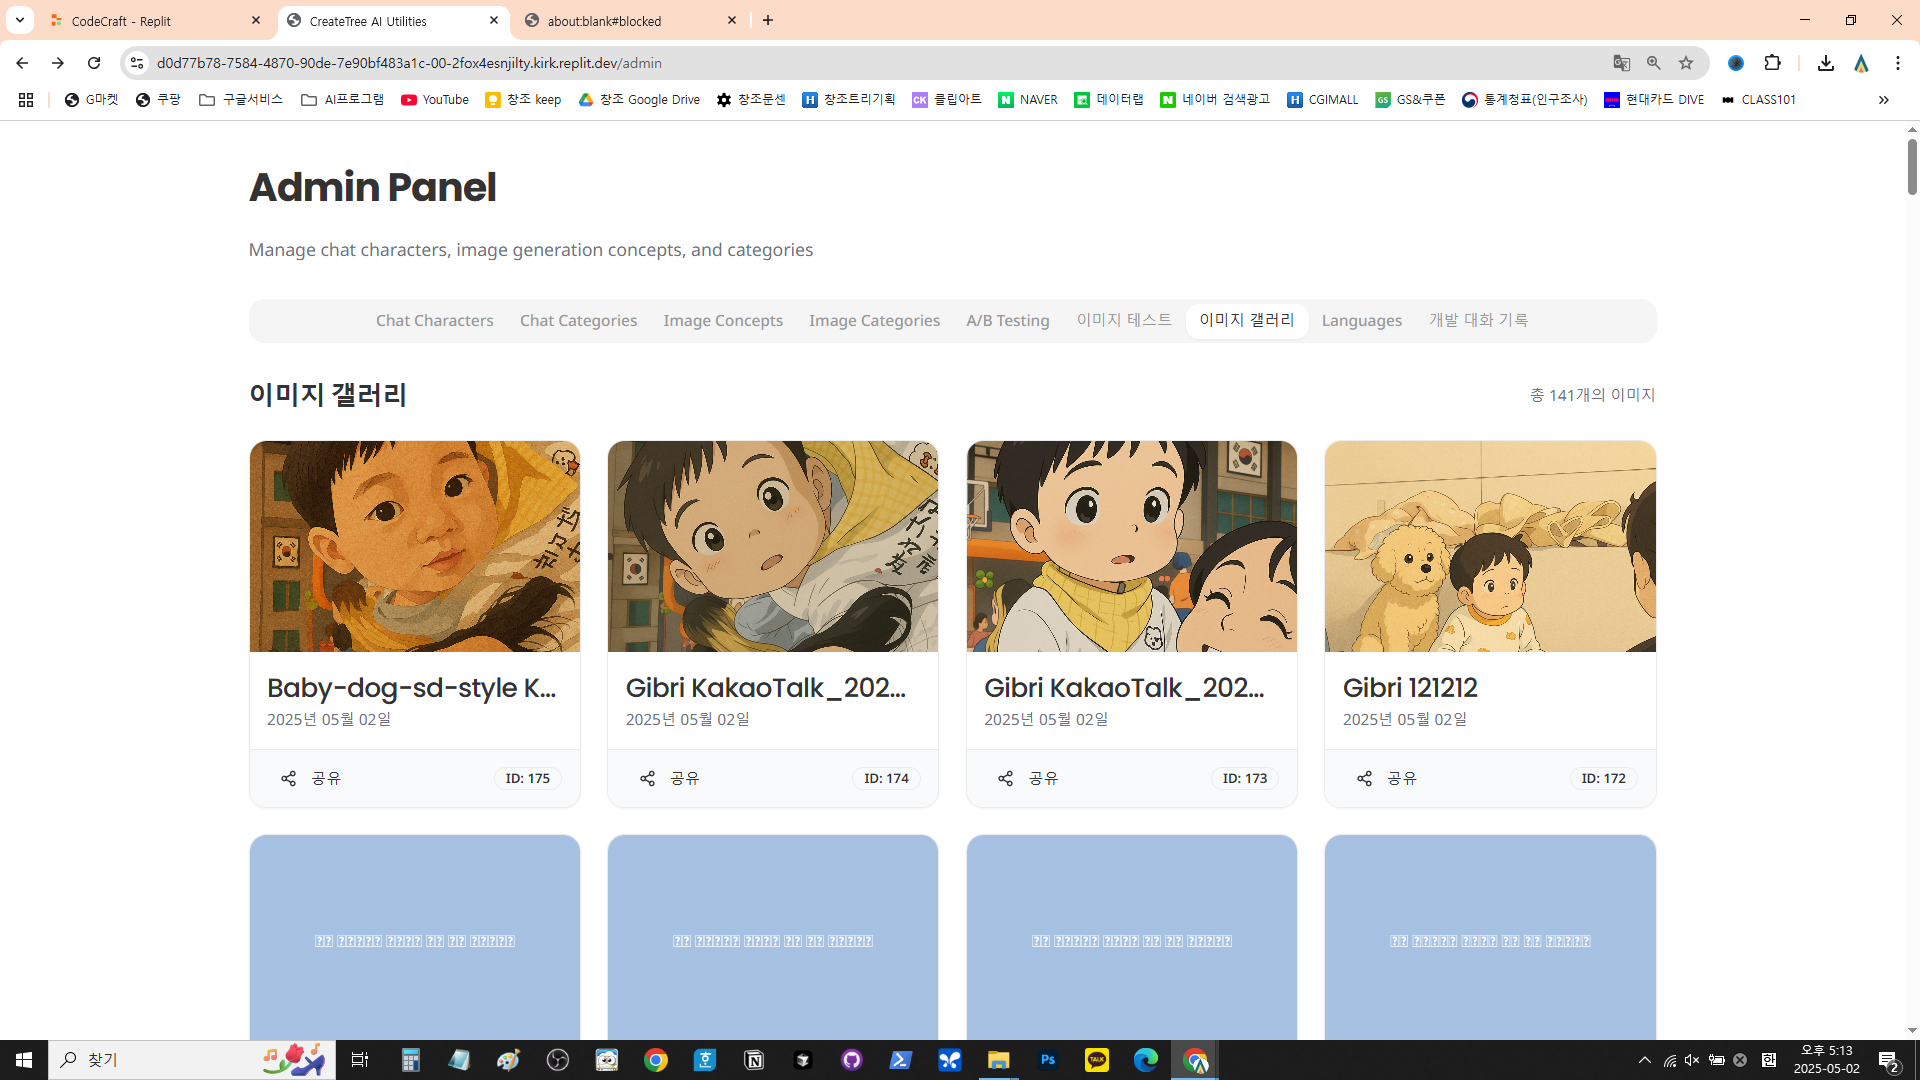 CodeCraft - Replit
CreateTree AI Utilities
about:blank#blocked
d0d77b78-7584-4870-90de-7e90bf483a1c-00-2fox4esnjilty.kirk.replit.dev/admin
G마켓
쿠팡
구글서비스
AI프로그램
YouTube
창조 keep
창조 Google Drive
창조문센
창조트리기획
CK 클립아트
N NAVER
데이터랩
N 네이버 검색광고
H CGIMALL
GS GS&쿠폰
통계청표(인구조사)
현대카드 DIVE
CLASS101
Admin Panel
Manage chat characters, image generation concepts, and categories
Chat Characters
Chat Categories
Image Concepts
Image Categories
A/B Testing
이미지 테스트
이미지 갤러리
Languages
개발 대화 기록
이미지 갤러리
총 141개의 이미지
Baby-dog-sd-style K...
2025년 05월 02일
공유
ID: 175
Gibri KakaoTalk_202...
2025년 05월 02일
공유
ID: 174
Gibri KakaoTalk_202...
2025년 05월 02일
공유
ID: 173
Gibri 121212
2025년 05월 02일
공유
ID: 172
찾기
Ps
TALK
한
오후 5:13
2025-05-02
2